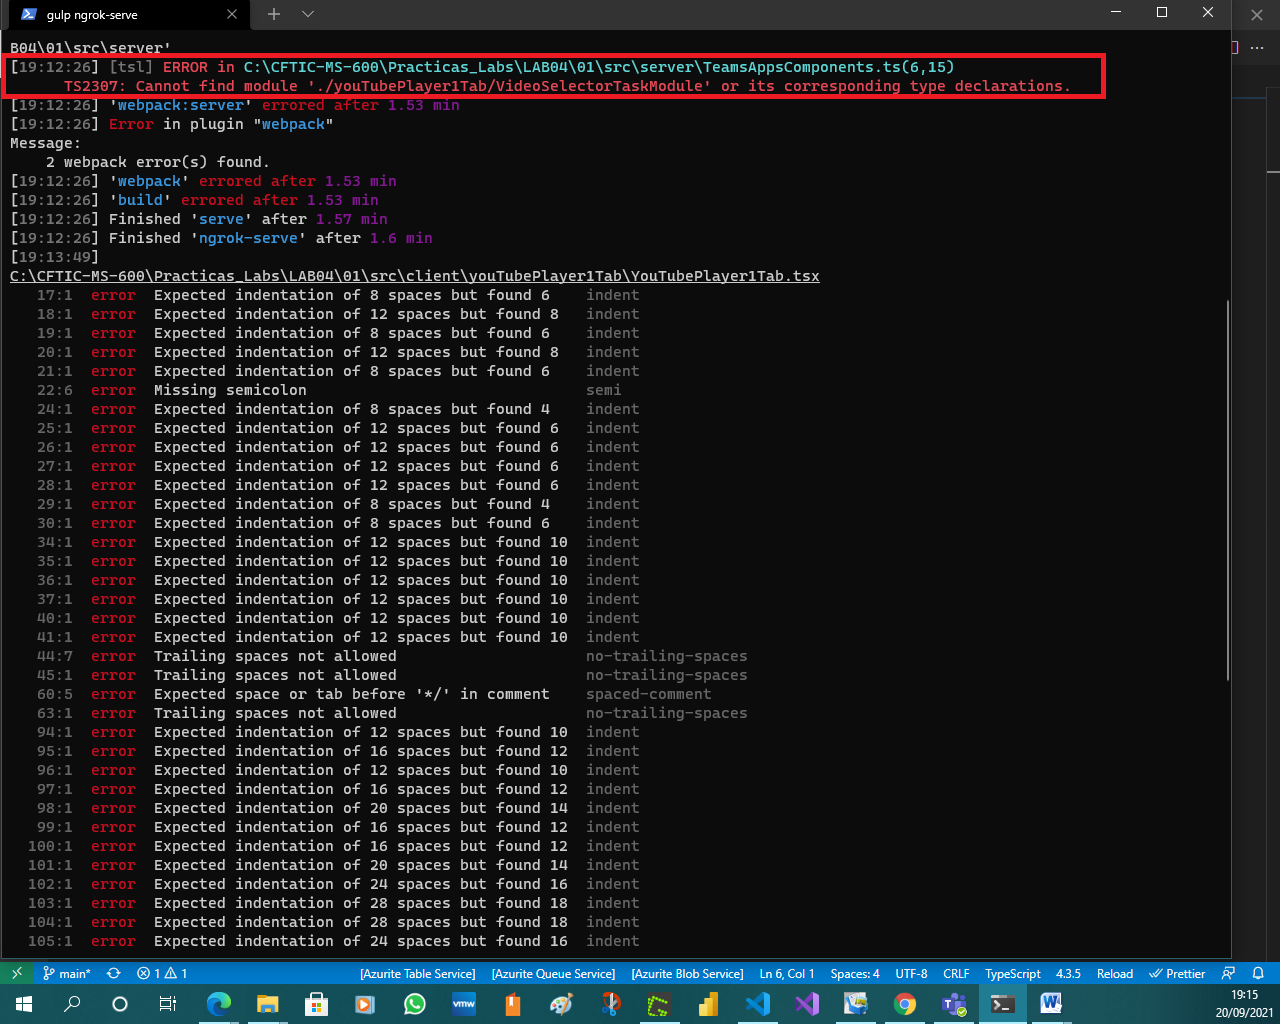 gulp ngrok-serve
B04\01\src\server'
[19:12:26] [tsl] ERROR in C:\CFTIC-MS-600\Practicas_Labs\LAB04\01\src\server\TeamsAppsComponents.ts(6,15)
TS2307: Cannot find module './youTubePlayer1Tab/VideoSelectorTaskModule' or its corresponding type declarations.
[19:12:26] 'webpack:server' errored after 1.53 min
[19:12:26] Error in plugin "webpack"
Message:
2 webpack error(s) found.
[19:12:26] 'webpack' errored after 1.53 min
[19:12:26] 'build' errored after 1.53 min
[19:12:26] Finished 'serve' after 1.57 min
[19:12:26] Finished 'ngrok-serve' after 1.6 min
[19:13:49]
C:\CFTIC-MS-600\Practicas_Labs\LAB04\01\src\client\youTubePlayer1Tab\YouTubePlayer1Tab.tsx
17:1 error Expected indentation of 8 spaces but found 6 indent
18:1 error Expected indentation of 12 spaces but found 8 indent
19:1 error Expected indentation of 8 spaces but found 6 indent
20:1 error Expected indentation of 12 spaces but found 8 indent
21:1 error Expected indentation of 8 spaces but found 6 indent
22:6 error Missing semicolon semi
24:1 error Expected indentation of 8 spaces but found 4 indent
25:1 error Expected indentation of 12 spaces but found 6 indent
26:1 error Expected indentation of 12 spaces but found 6 indent
27:1 error Expected indentation of 12 spaces but found 6 indent
28:1 error Expected indentation of 12 spaces but found 6 indent
29:1 error Expected indentation of 8 spaces but found 4 indent
30:1 error Expected indentation of 8 spaces but found 6 indent
34:1 error Expected indentation of 12 spaces but found 10 indent
35:1 error Expected indentation of 12 spaces but found 10 indent
36:1 error Expected indentation of 12 spaces but found 10 indent
37:1 error Expected indentation of 12 spaces but found 10 indent
40:1 error Expected indentation of 12 spaces but found 10 indent
41:1 error Expected indentation of 12 spaces but found 10 indent
44:7 error Trailing spaces not allowed no-trailing-spaces
45:1 error Trailing spaces not allowed no-trailing-spaces
60:5 error Expected space or tab before '*/' in comment spaced-comment
63:1 error Trailing spaces not allowed no-trailing-spaces
94:1 error Expected indentation of 12 spaces but found 10 indent
95:1 error Expected indentation of 16 spaces but found 12 indent
96:1 error Expected indentation of 12 spaces but found 10 indent
97:1 error Expected indentation of 16 spaces but found 12 indent
98:1 error Expected indentation of 20 spaces but found 14 indent
99:1 error Expected indentation of 16 spaces but found 12 indent
100:1 error Expected indentation of 16 spaces but found 12 indent
101:1 error Expected indentation of 20 spaces but found 14 indent
102:1 error Expected indentation of 24 spaces but found 16 indent
103:1 error Expected indentation of 28 spaces but found 18 indent
104:1 error Expected indentation of 28 spaces but found 18 indent
105:1 error Expected indentation of 24 spaces but found 16 indent
main* 1 1 [Azurite Table Service] [Azurite Queue Service] [Azurite Blob Service] Ln 6, Col 1 Spaces: 4 UTF-8 CRLF TypeScript 4.3.5 Reload Prettier
vmw
19:15
20/09/2021